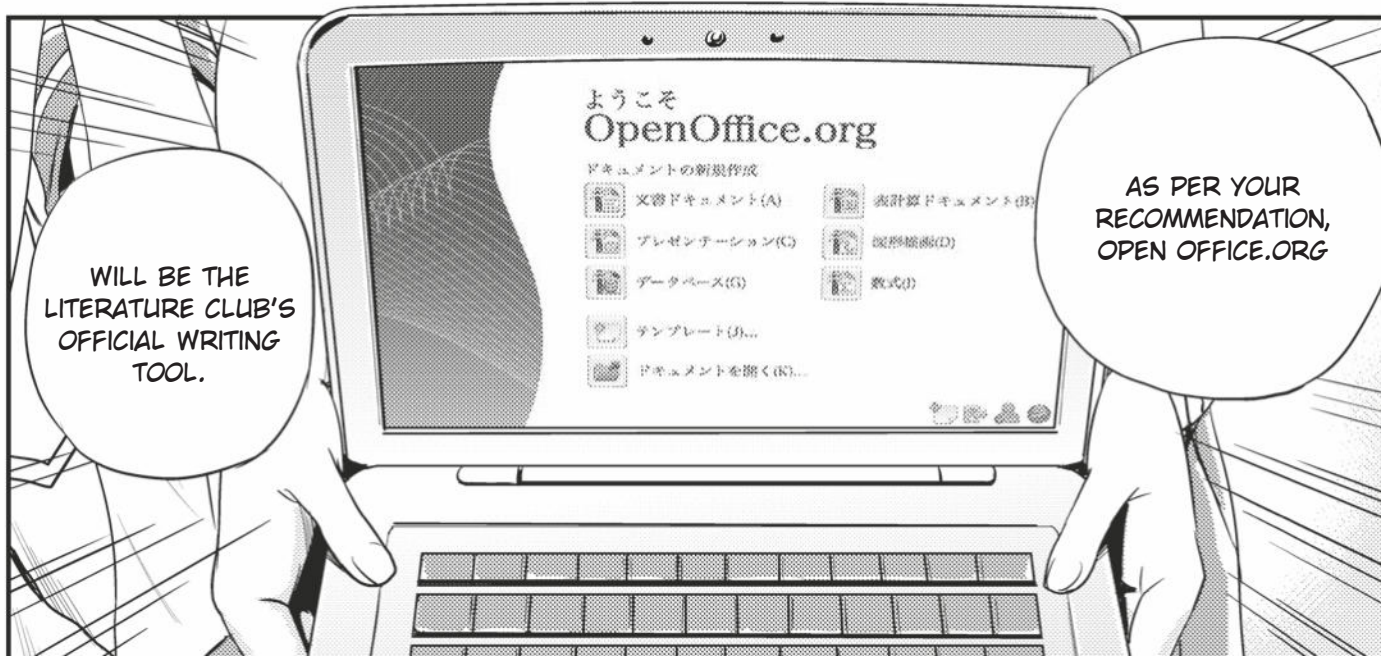 AS PER YOUR
RECOMMENDATION,
OPEN OFFICE.ORG
WILL BE THE
LITERATURE CLUB'S
OFFICIAL WRITING
TOOL.
ようこそ
OpenOffice.org
ドキュメントの新規作成
文書ドキュメント(A)
表計算ドキュメント(B)
プレゼンテーション(C)
図形描画(D)
データベース(G)
数式(I)
テンプレート(J)...
ドキュメントを開く(K)...